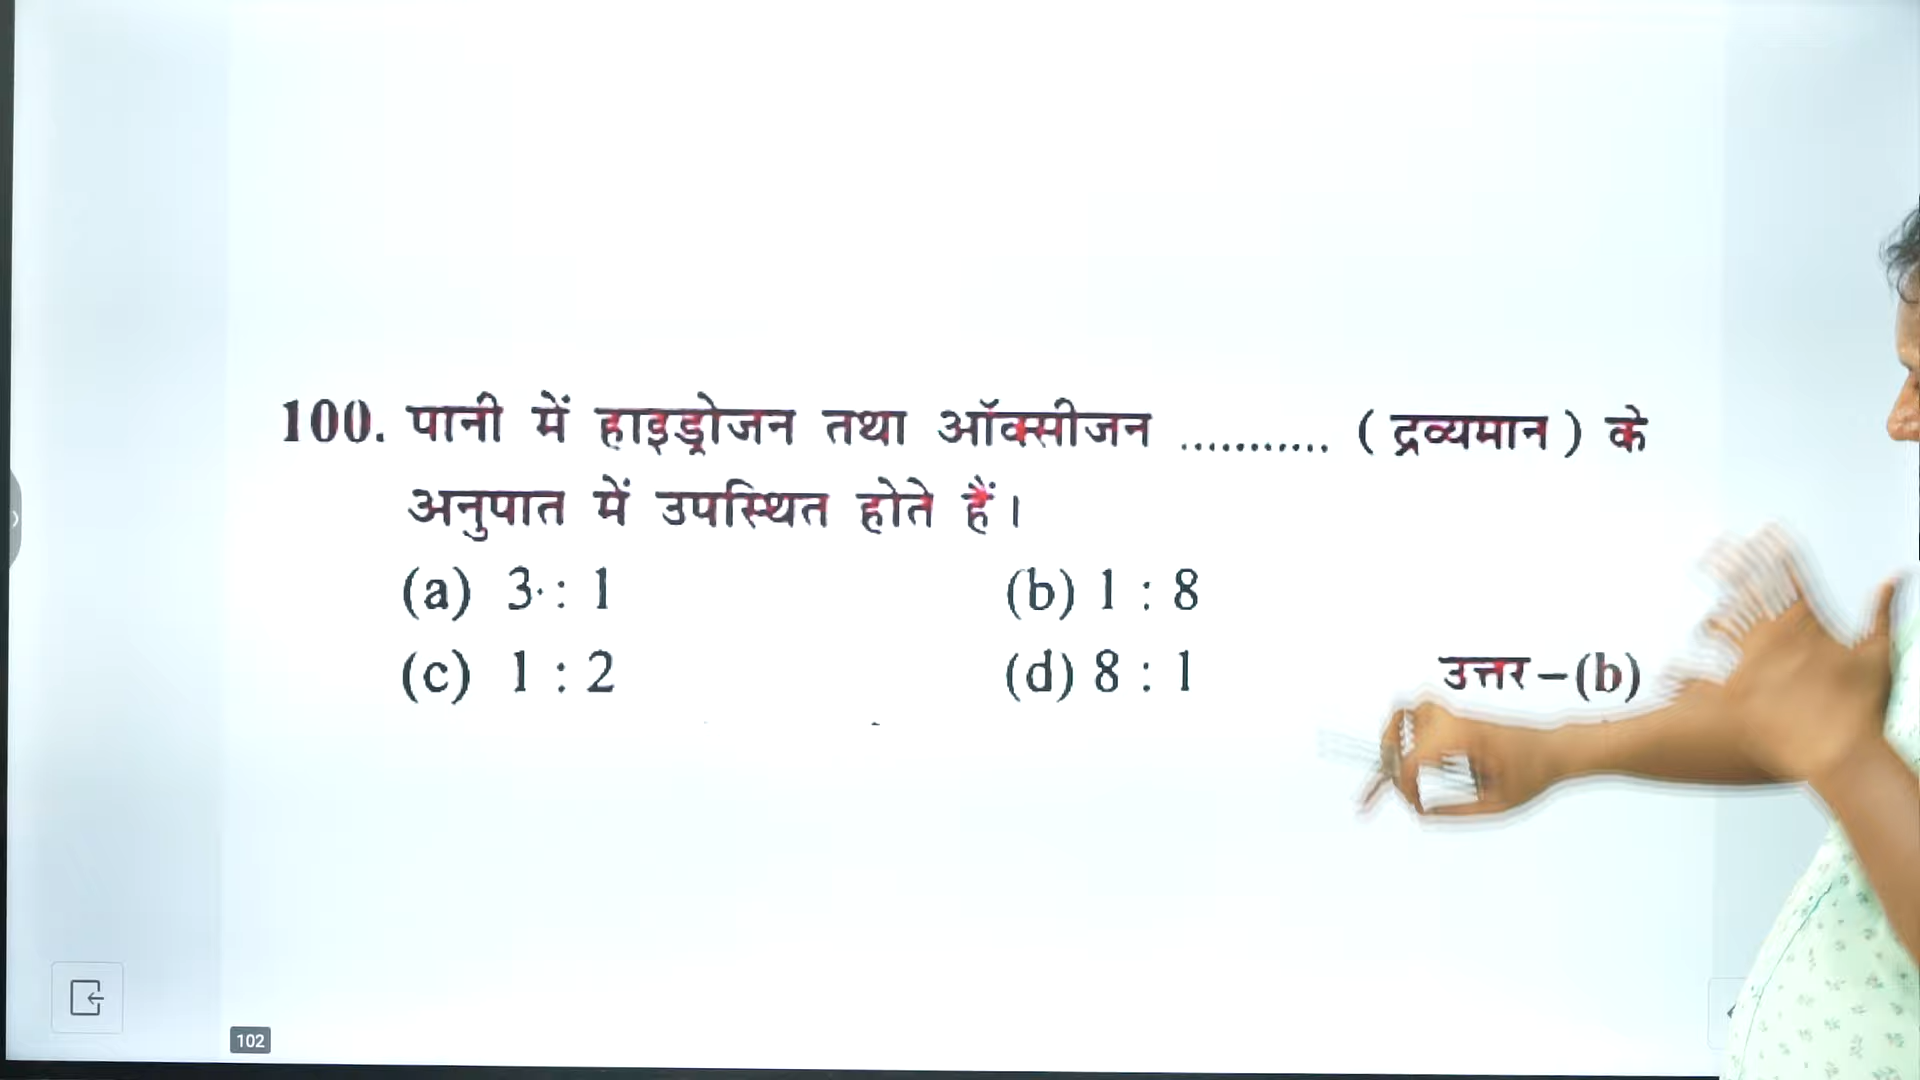 100. पानी में हाइड्रोजन तथा ऑक्सीजन ........... ( द्रव्यमान ) के
अनुपात में उपस्थित होते हैं।
(a) 3 : 1 (b) 1 : 8
(c) 1 : 2 (d) 8 : 1 उत्तर – (b)
102